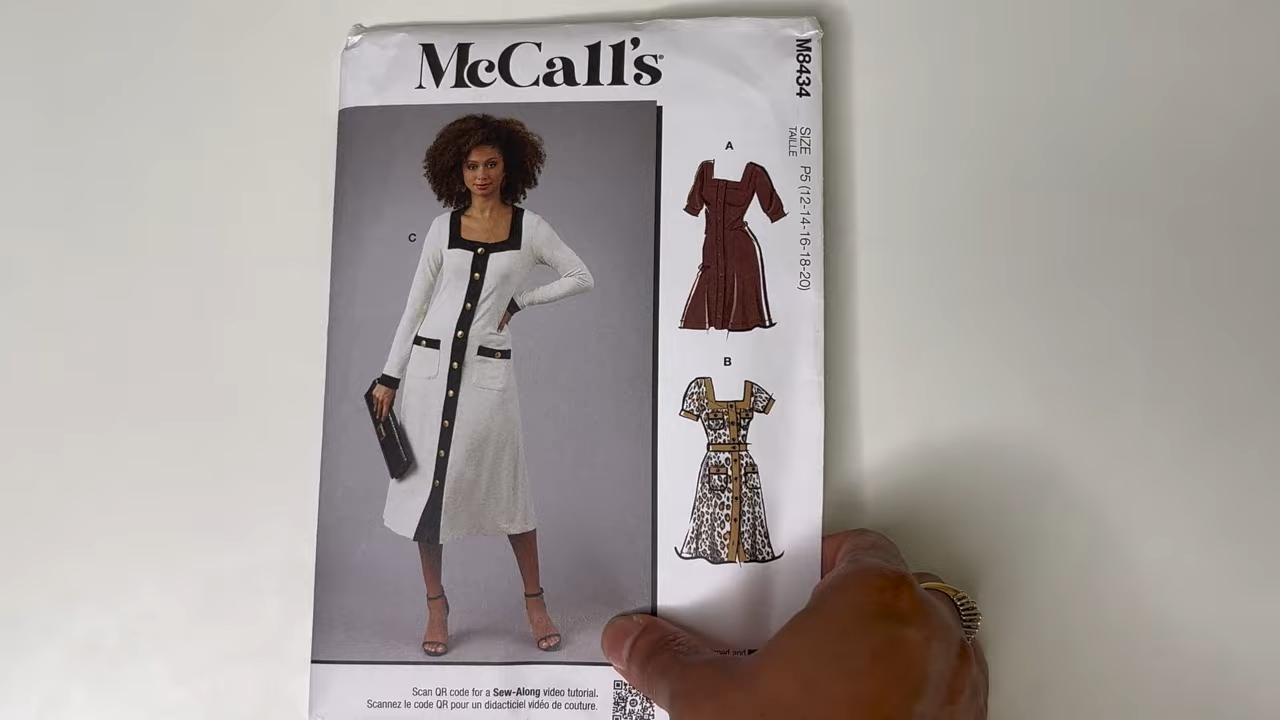 McCall's
M8434
SIZE P5 (12-14-16-18-20)
TAILLE
A
C
B
and
Scan QR code for a Sew-Along video tutorial.
Scannez le code QR pour un didacticiel vidéo de couture.